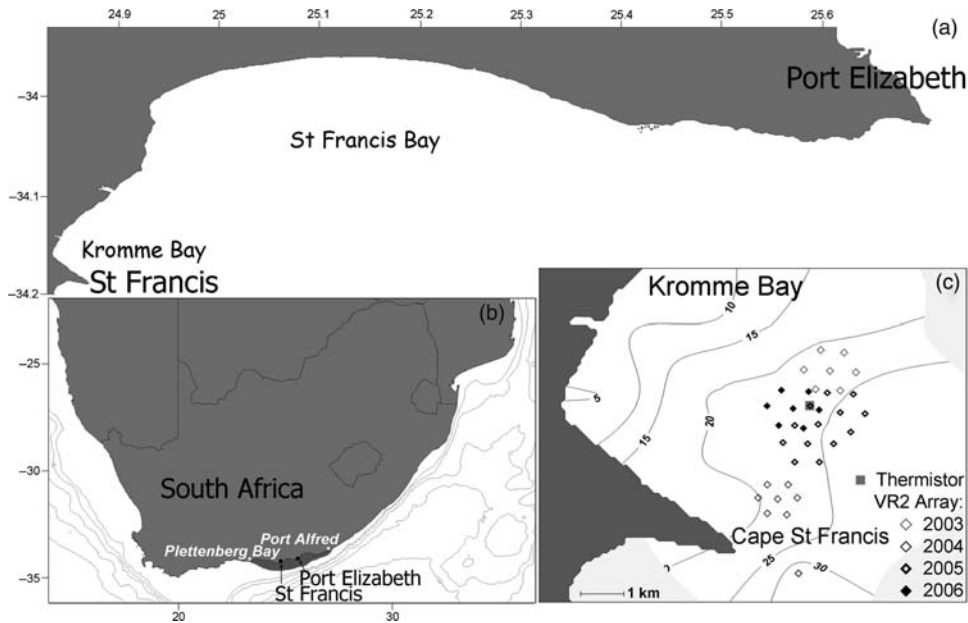 24.9 25 25.1 25.2 25.3 25.4 25.5 25.6
(a)
Port Elizabeth
−34
St Francis Bay
−34.1
Kromme Bay
St Francis
−34.2
(b)
−25
−30
South Africa
Port Alfred
Plettenberg Bay
−35
Port Elizabeth
St Francis
20 30
(c)
Kromme Bay
10
15
5
20
15
Thermistor
VR2 Array:
2003
Cape St Francis
2004
25
30
2005
1 km
2006